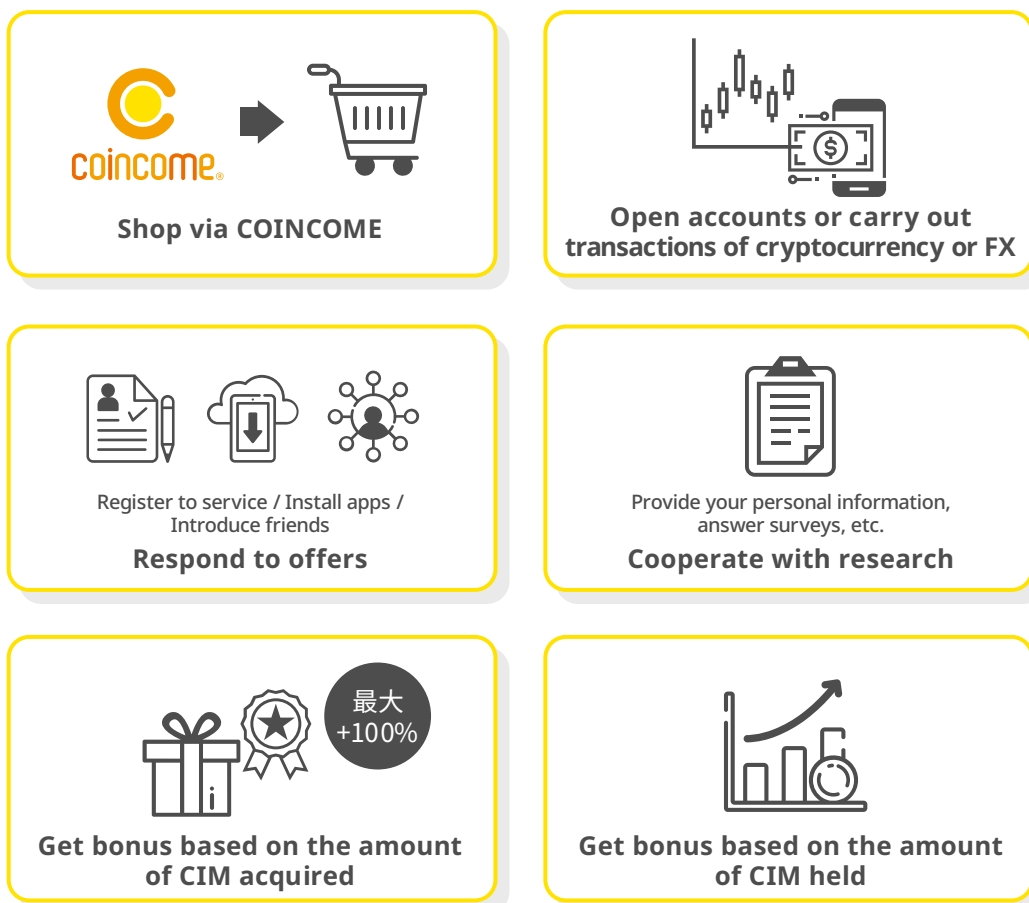 coincome®
Shop via COINCOME
Open accounts or carry out
transactions of cryptocurrency or FX
Register to service / Install apps /
Introduce friends
Respond to offers
Provide your personal information,
answer surveys, etc.
Cooperate with research
最大
+100%
Get bonus based on the amount
of CIM acquired
Get bonus based on the amount
of CIM held